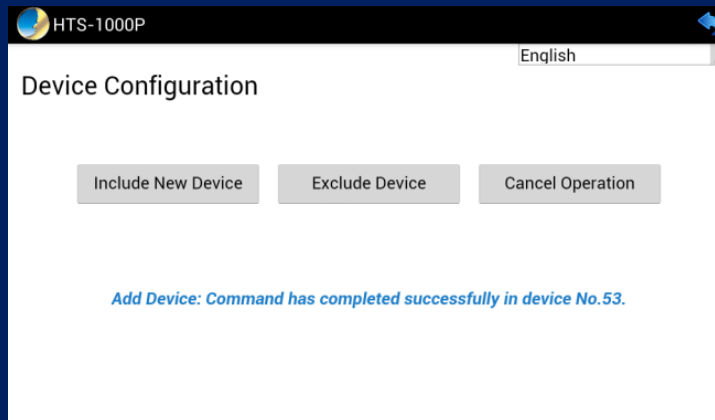 HTS-1000P
English
Device Configuration
Include New Device Exclude Device Cancel Operation
Add Device: Command has completed successfully in device No.53.